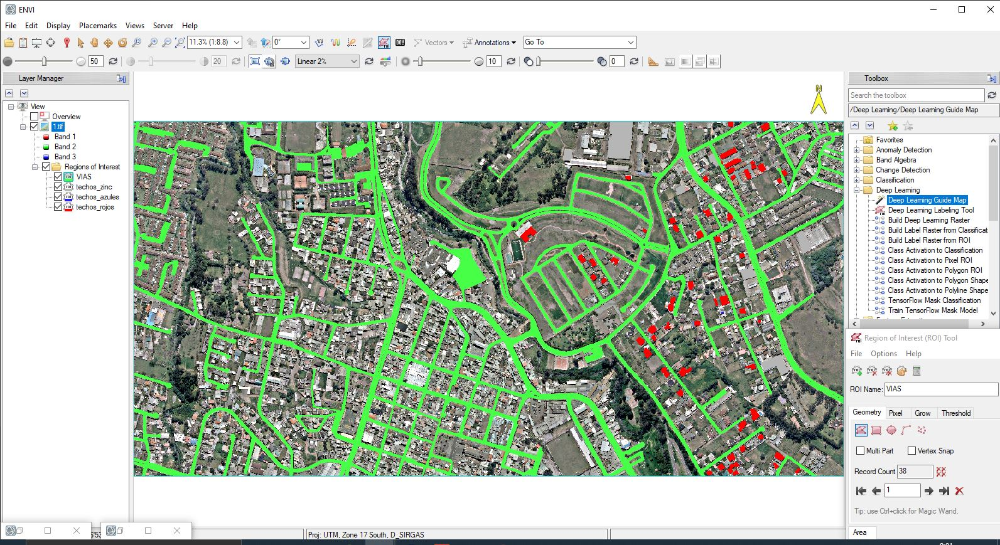 ENVI
File Edit Display Placemarks Views Server Help
11.3% (1:8.8) 0° Vectors Annotations Go To
50 20 Linear 2% 10 0
Layer Manager
View
Overview
1.tif
Band 1
Band 2
Band 3
Regions of Interest
VIAS
techos_zinc
techos_azules
techos_rojos
N
Toolbox
Search the toolbox
/Deep Learning/Deep Learning Guide Map
Favorites
Anomaly Detection
Band Algebra
Change Detection
Classification
Deep Learning
Deep Learning Guide Map
Deep Learning Labeling Tool
Build Deep Learning Raster
Build Label Raster from Classificat
Build Label Raster from ROI
Class Activation to Classification
Class Activation to Pixel ROI
Class Activation to Polygon ROI
Class Activation to Polygon Shape
Class Activation to Polyline Shape
TensorFlow Mask Classification
Train TensorFlow Mask Model
Region of Interest (ROI) Tool
File Options Help
ROI Name: VIAS
Geometry Pixel Grow Threshold
Multi Part Vertex Snap
Record Count 38
1
Tip: use Ctrl+click for Magic Wand.
Area
Proj: UTM, Zone 17 South, D_SIRGAS